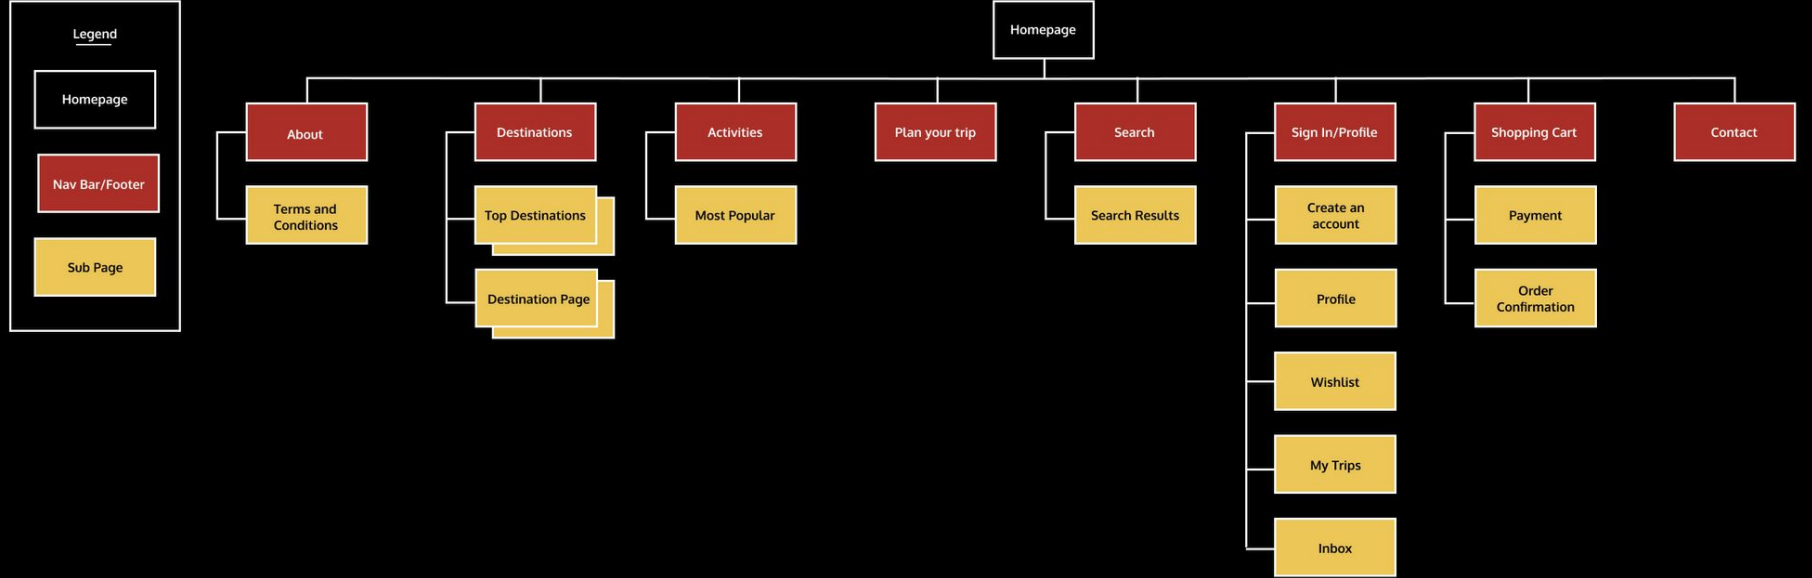 Legend
Homepage
Nav Bar/Footer
Sub Page
Homepage
About
Destinations
Activities
Plan your trip
Search
Sign In/Profile
Shopping Cart
Contact
Terms and
Conditions
Top Destinations
Destination Page
Most Popular
Search Results
Create an
account
Profile
Wishlist
My Trips
Inbox
Payment
Order
Confirmation